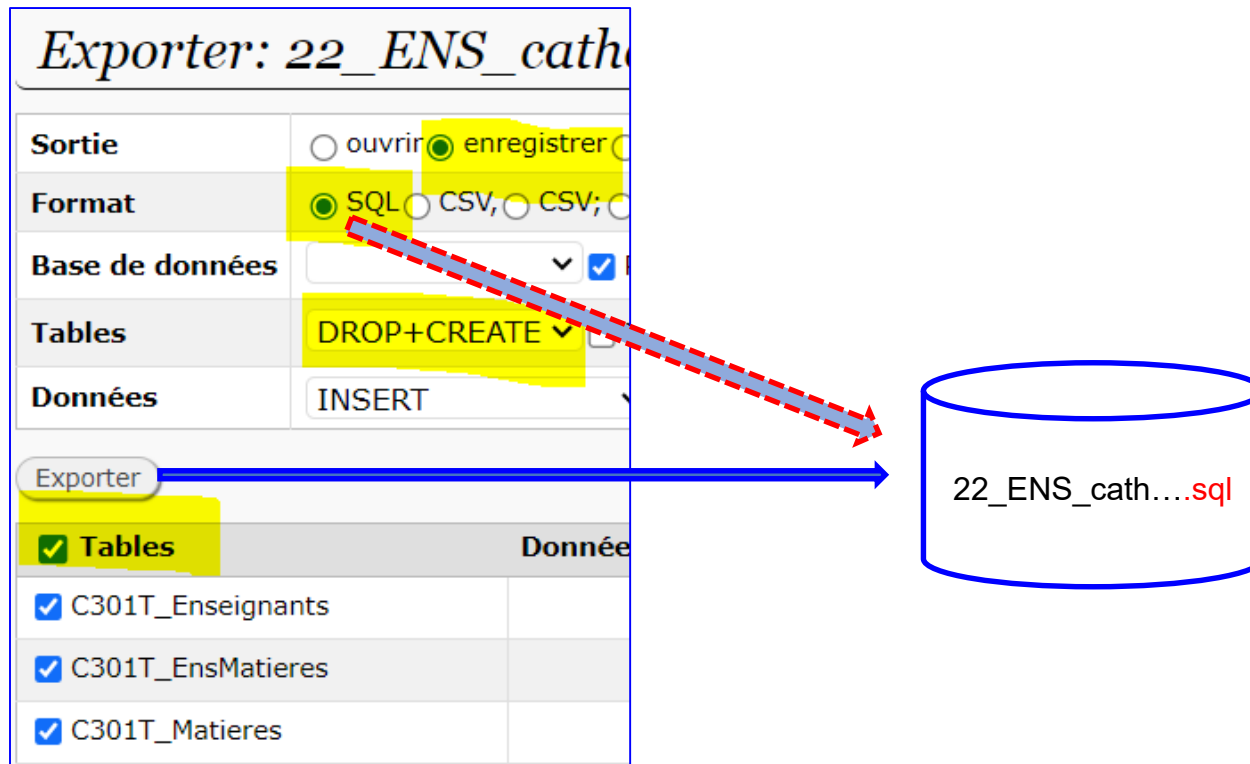 Exporter: 22_ENS_cath
Sortie ouvrir enregistrer
Format SQL CSV, CSV;
Base de données
Tables DROP+CREATE
Données INSERT
Exporter
22_ENS_cath….sql
Tables Donnée
C301T_Enseignants
C301T_EnsMatieres
C301T_Matieres